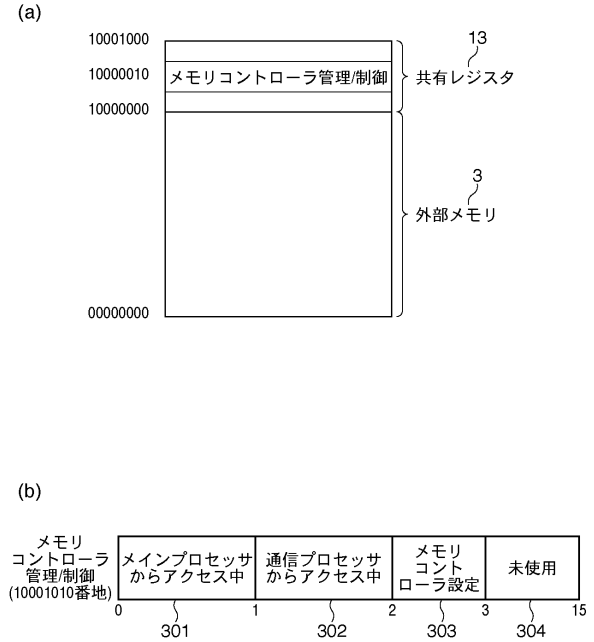 (a)
10001000
13
10000010
メモリコントローラ管理/制御
共有レジスタ
10000000
3
外部メモリ
00000000
(b)
メモリ
コントローラ
管理/制御
(10001010番地)
メインプロセッサ
からアクセス中
通信プロセッサ
からアクセス中
メモリ
コント
ローラ設定
未使用
0
1
2
3
15
301
302
303
304